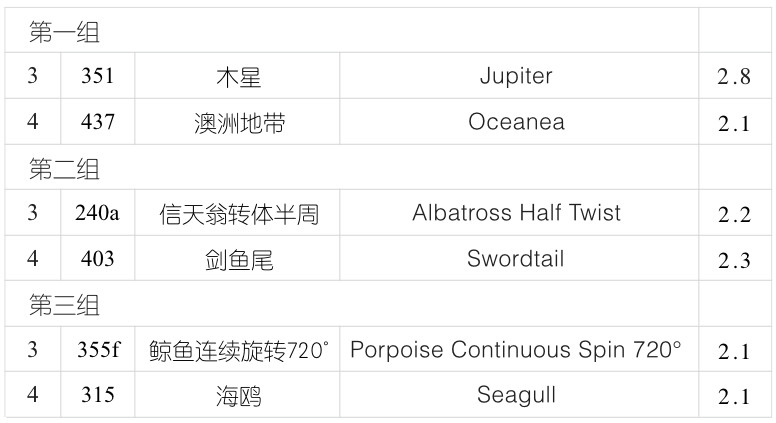 第一组
3 351 木星 Jupiter 2.8
4 437 澳洲地带 Oceanea 2.1
第二组
3 240a 信天翁转体半周 Albatross Half Twist 2.2
4 403 剑鱼尾 Swordtail 2.3
第三组
3 355f 鲸鱼连续旋转720° Porpoise Continuous Spin 720° 2.1
4 315 海鸥 Seagull 2.1